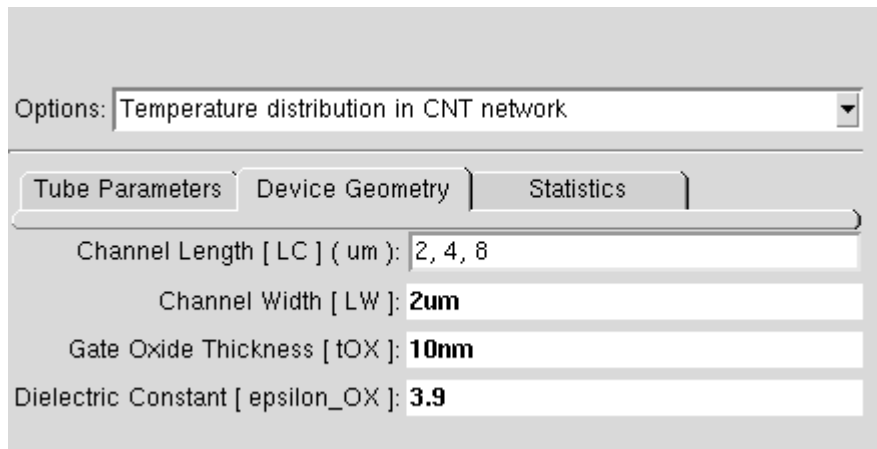 Options: Temperature distribution in CNT network
Tube Parameters Device Geometry Statistics
Channel Length [ LC ] ( um ): 2, 4, 8
Channel Width [ LW ]: 2um
Gate Oxide Thickness [ tOX ]: 10nm
Dielectric Constant [ epsilon_OX ]: 3.9